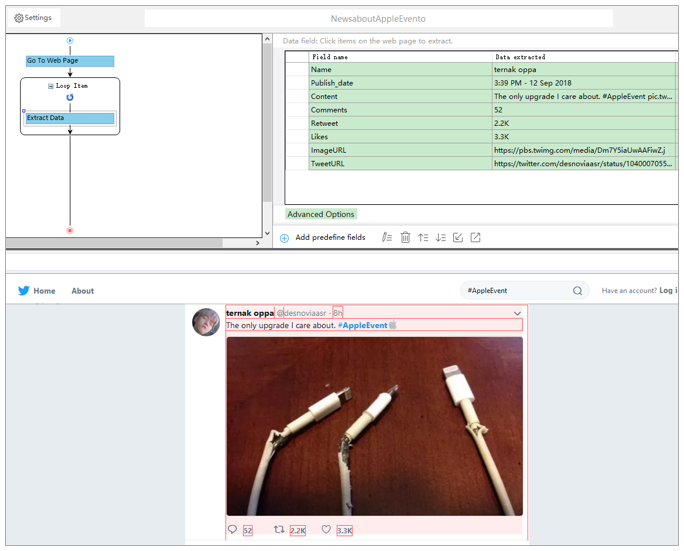 Settings
NewsaboutAppleEvento
Data field: Click items on the web page to extract.
Go To Web Page
Loop Item
Extract Data
Field name Data extracted
Name ternak oppa
Publish_date 3:39 PM - 12 Sep 2018
Content The only upgrade I care about. #AppleEvent pic.tw...
Comments 52
Retweet 2.2K
Likes 3.3K
ImageURL https://pbs.twimg.com/media/Dm7Y5iaUwAAFiwZ.j
TweetURL https://twitter.com/desnoviaasr/status/1040007055...
Advanced Options
Add predefine fields
Home About #AppleEvent Have an account? Log i
ternak oppa @desnoviaasr · 8h
The only upgrade I care about. #AppleEvent
52 2.2K 3.3K